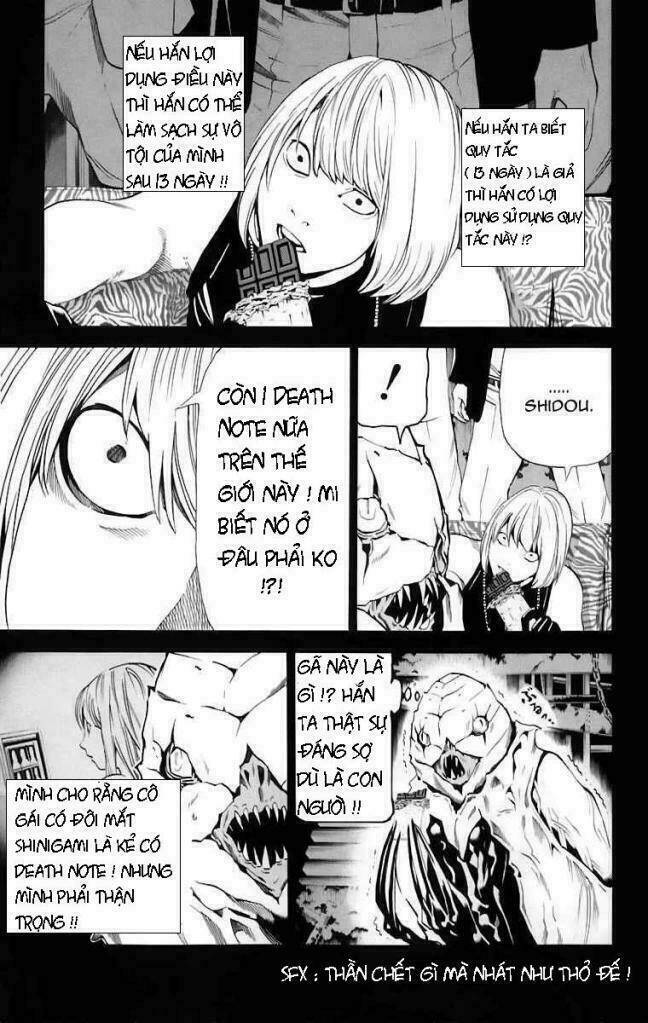 NẾU HẮN TA BIẾT
QUY TẮC
( 13 NGÀY ) LÀ GIẢ
THÌ HẮN CÓ LỢI
DỤNG SỬ DỤNG QUY
TẮC NÀY !?
NẾU HẮN LỢI
DỤNG ĐIỀU NÀY
THÌ HẮN CÓ THỂ
LÀM SẠCH SỰ VÔ
TỘI CỦA MÌNH
SAU 13 NGÀY !!
.....
SHIDOU.
!
CÒN 1 DEATH
NOTE NỮA
TRÊN THẾ
GIỚI NÀY ! MI
BIẾT NÓ Ở
ĐÂU PHẢI KO
!?!
GÃ NÀY LÀ
GÌ !? HẮN
TA THẬT SỰ
ĐÁNG SỢ
DÙ LÀ CON
NGƯỜI !!
MÌNH CHO RẰNG CÔ
GÁI CÓ ĐÔI MẮT
SHINIGAMI LÀ KẺ CÓ
DEATH NOTE ! NHƯNG
MÌNH PHẢI THẬN
TRỌNG !!
SFX : THẦN CHẾT GÌ MÀ NHÁT NHƯ THỎ ĐẾ !